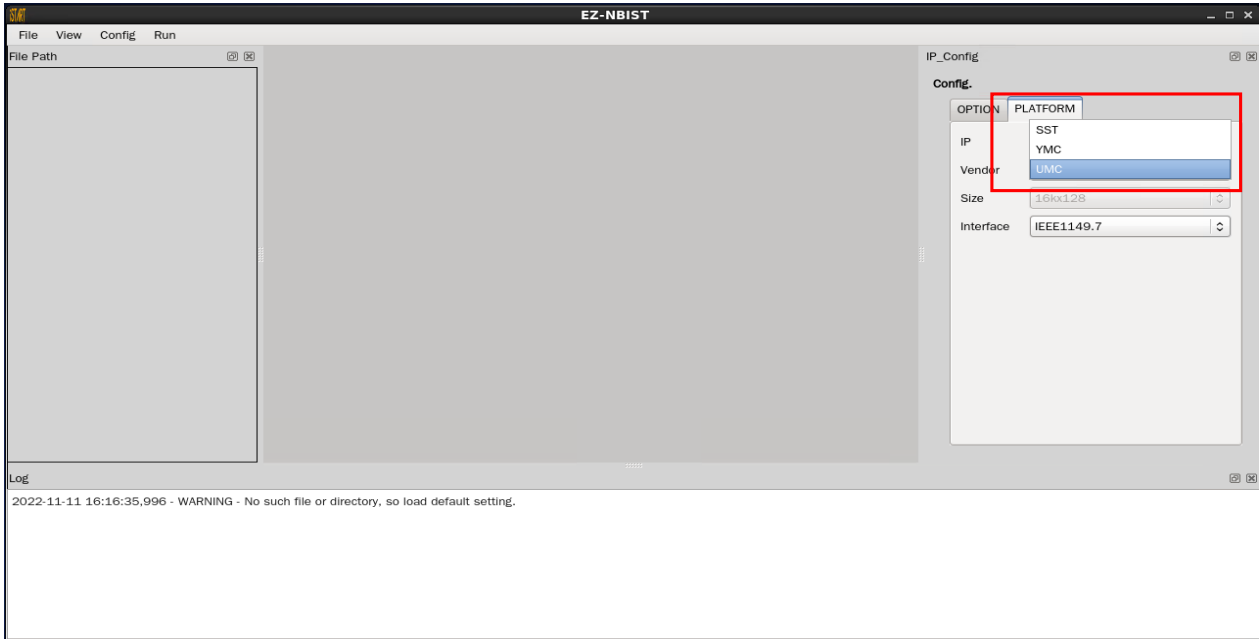 iSTART
EZ-NBIST
File View Config Run
File Path
IP_Config
Config.
OPTION PLATFORM
IP
SST
YMC
Vendor
UMC
Size 16kx128
Interface IEEE1149.7
Log
2022-11-11 16:16:35,996 - WARNING - No such file or directory, so load default setting.